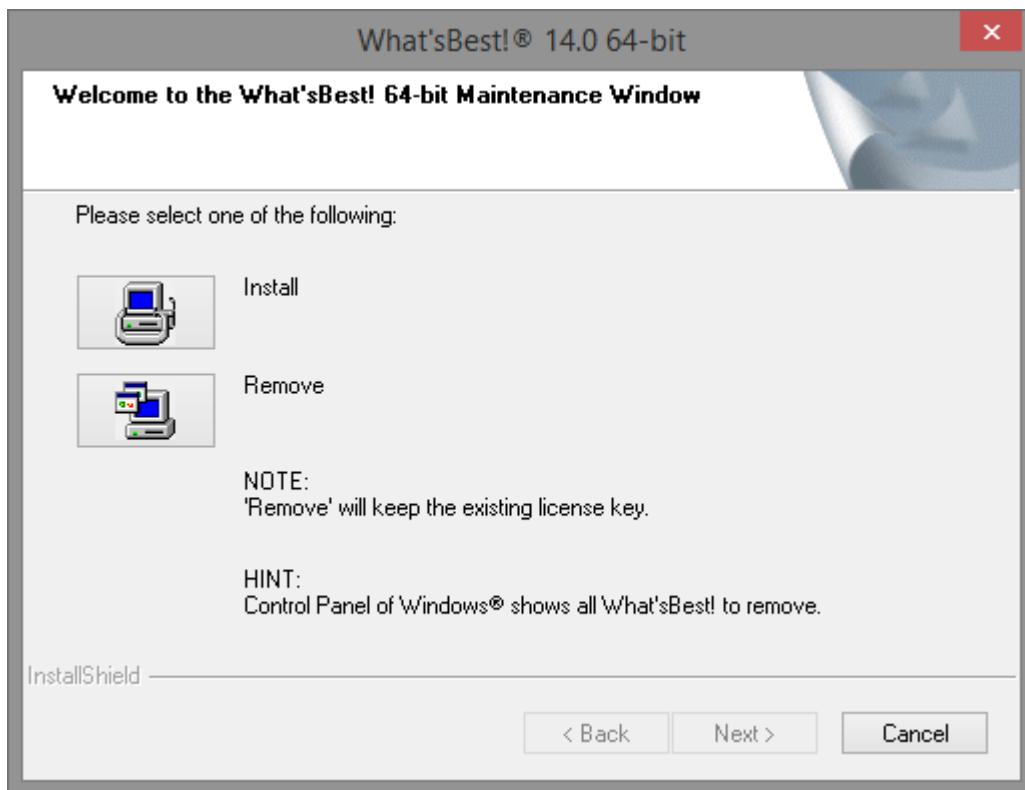 What'sBest!® 14.0 64-bit
Welcome to the What'sBest! 64-bit Maintenance Window
Please select one of the following:
Install
Remove
NOTE:
'Remove' will keep the existing license key.
HINT:
Control Panel of Windows® shows all What'sBest! to remove.
InstallShield
< Back Next > Cancel